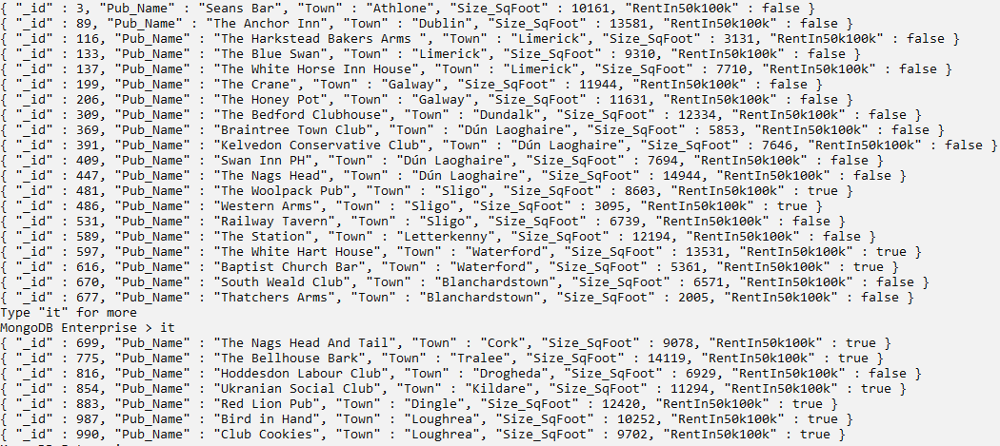 { "_id" : 3, "Pub_Name" : "Seans Bar", "Town" : "Athlone", "Size_SqFoot" : 10161, "RentIn50k100k" : false }
{ "_id" : 89, "Pub_Name" : "The Anchor Inn", "Town" : "Dublin", "Size_SqFoot" : 13581, "RentIn50k100k" : false }
{ "_id" : 116, "Pub_Name" : "The Harkstead Bakers Arms ", "Town" : "Limerick", "Size_SqFoot" : 3131, "RentIn50k100k" : false }
{ "_id" : 133, "Pub_Name" : "The Blue Swan", "Town" : "Limerick", "Size_SqFoot" : 9310, "RentIn50k100k" : false }
{ "_id" : 137, "Pub_Name" : "The White Horse Inn House", "Town" : "Limerick", "Size_SqFoot" : 7710, "RentIn50k100k" : false }
{ "_id" : 199, "Pub_Name" : "The Crane", "Town" : "Galway", "Size_SqFoot" : 11944, "RentIn50k100k" : false }
{ "_id" : 206, "Pub_Name" : "The Honey Pot", "Town" : "Galway", "Size_SqFoot" : 11631, "RentIn50k100k" : false }
{ "_id" : 309, "Pub_Name" : "The Bedford Clubhouse", "Town" : "Dundalk", "Size_SqFoot" : 12334, "RentIn50k100k" : false }
{ "_id" : 369, "Pub_Name" : "Braintree Town Club", "Town" : "Dún Laoghaire", "Size_SqFoot" : 5853, "RentIn50k100k" : false }
{ "_id" : 391, "Pub_Name" : "Kelvedon Conservative Club", "Town" : "Dún Laoghaire", "Size_SqFoot" : 7646, "RentIn50k100k" : false }
{ "_id" : 409, "Pub_Name" : "Swan Inn PH", "Town" : "Dún Laoghaire", "Size_SqFoot" : 7694, "RentIn50k100k" : false }
{ "_id" : 447, "Pub_Name" : "The Nags Head", "Town" : "Dún Laoghaire", "Size_SqFoot" : 14944, "RentIn50k100k" : false }
{ "_id" : 481, "Pub_Name" : "The Woolpack Pub", "Town" : "Sligo", "Size_SqFoot" : 8603, "RentIn50k100k" : true }
{ "_id" : 486, "Pub_Name" : "Western Arms", "Town" : "Sligo", "Size_SqFoot" : 3095, "RentIn50k100k" : true }
{ "_id" : 531, "Pub_Name" : "Railway Tavern", "Town" : "Sligo", "Size_SqFoot" : 6739, "RentIn50k100k" : false }
{ "_id" : 589, "Pub_Name" : "The Station", "Town" : "Letterkenny", "Size_SqFoot" : 12194, "RentIn50k100k" : false }
{ "_id" : 597, "Pub_Name" : "The White Hart House", "Town" : "Waterford", "Size_SqFoot" : 13531, "RentIn50k100k" : true }
{ "_id" : 616, "Pub_Name" : "Baptist Church Bar", "Town" : "Waterford", "Size_SqFoot" : 5361, "RentIn50k100k" : true }
{ "_id" : 670, "Pub_Name" : "South Weald Club", "Town" : "Blanchardstown", "Size_SqFoot" : 6571, "RentIn50k100k" : false }
{ "_id" : 677, "Pub_Name" : "Thatchers Arms", "Town" : "Blanchardstown", "Size_SqFoot" : 2005, "RentIn50k100k" : false }
Type "it" for more
MongoDB Enterprise > it
{ "_id" : 699, "Pub_Name" : "The Nags Head And Tail", "Town" : "Cork", "Size_SqFoot" : 9078, "RentIn50k100k" : true }
{ "_id" : 775, "Pub_Name" : "The Bellhouse Bark", "Town" : "Tralee", "Size_SqFoot" : 14119, "RentIn50k100k" : true }
{ "_id" : 816, "Pub_Name" : "Hoddesdon Labour Club", "Town" : "Drogheda", "Size_SqFoot" : 6929, "RentIn50k100k" : false }
{ "_id" : 854, "Pub_Name" : "Ukranian Social Club", "Town" : "Kildare", "Size_SqFoot" : 11294, "RentIn50k100k" : true }
{ "_id" : 883, "Pub_Name" : "Red Lion Pub", "Town" : "Dingle", "Size_SqFoot" : 12420, "RentIn50k100k" : true }
{ "_id" : 987, "Pub_Name" : "Bird in Hand", "Town" : "Loughrea", "Size_SqFoot" : 10252, "RentIn50k100k" : true }
{ "_id" : 990, "Pub_Name" : "Club Cookies", "Town" : "Loughrea", "Size_SqFoot" : 9702, "RentIn50k100k" : true }